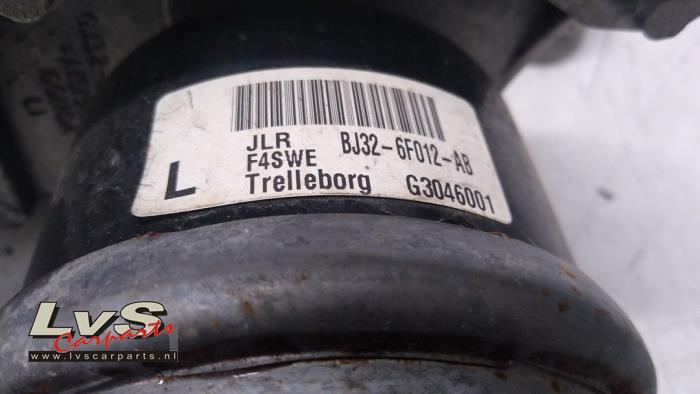 JLR BJ32-6F012-AB
F4SWE
L
Trelleborg G3046001
LvS
Carparts
www.lvscarparts.nl